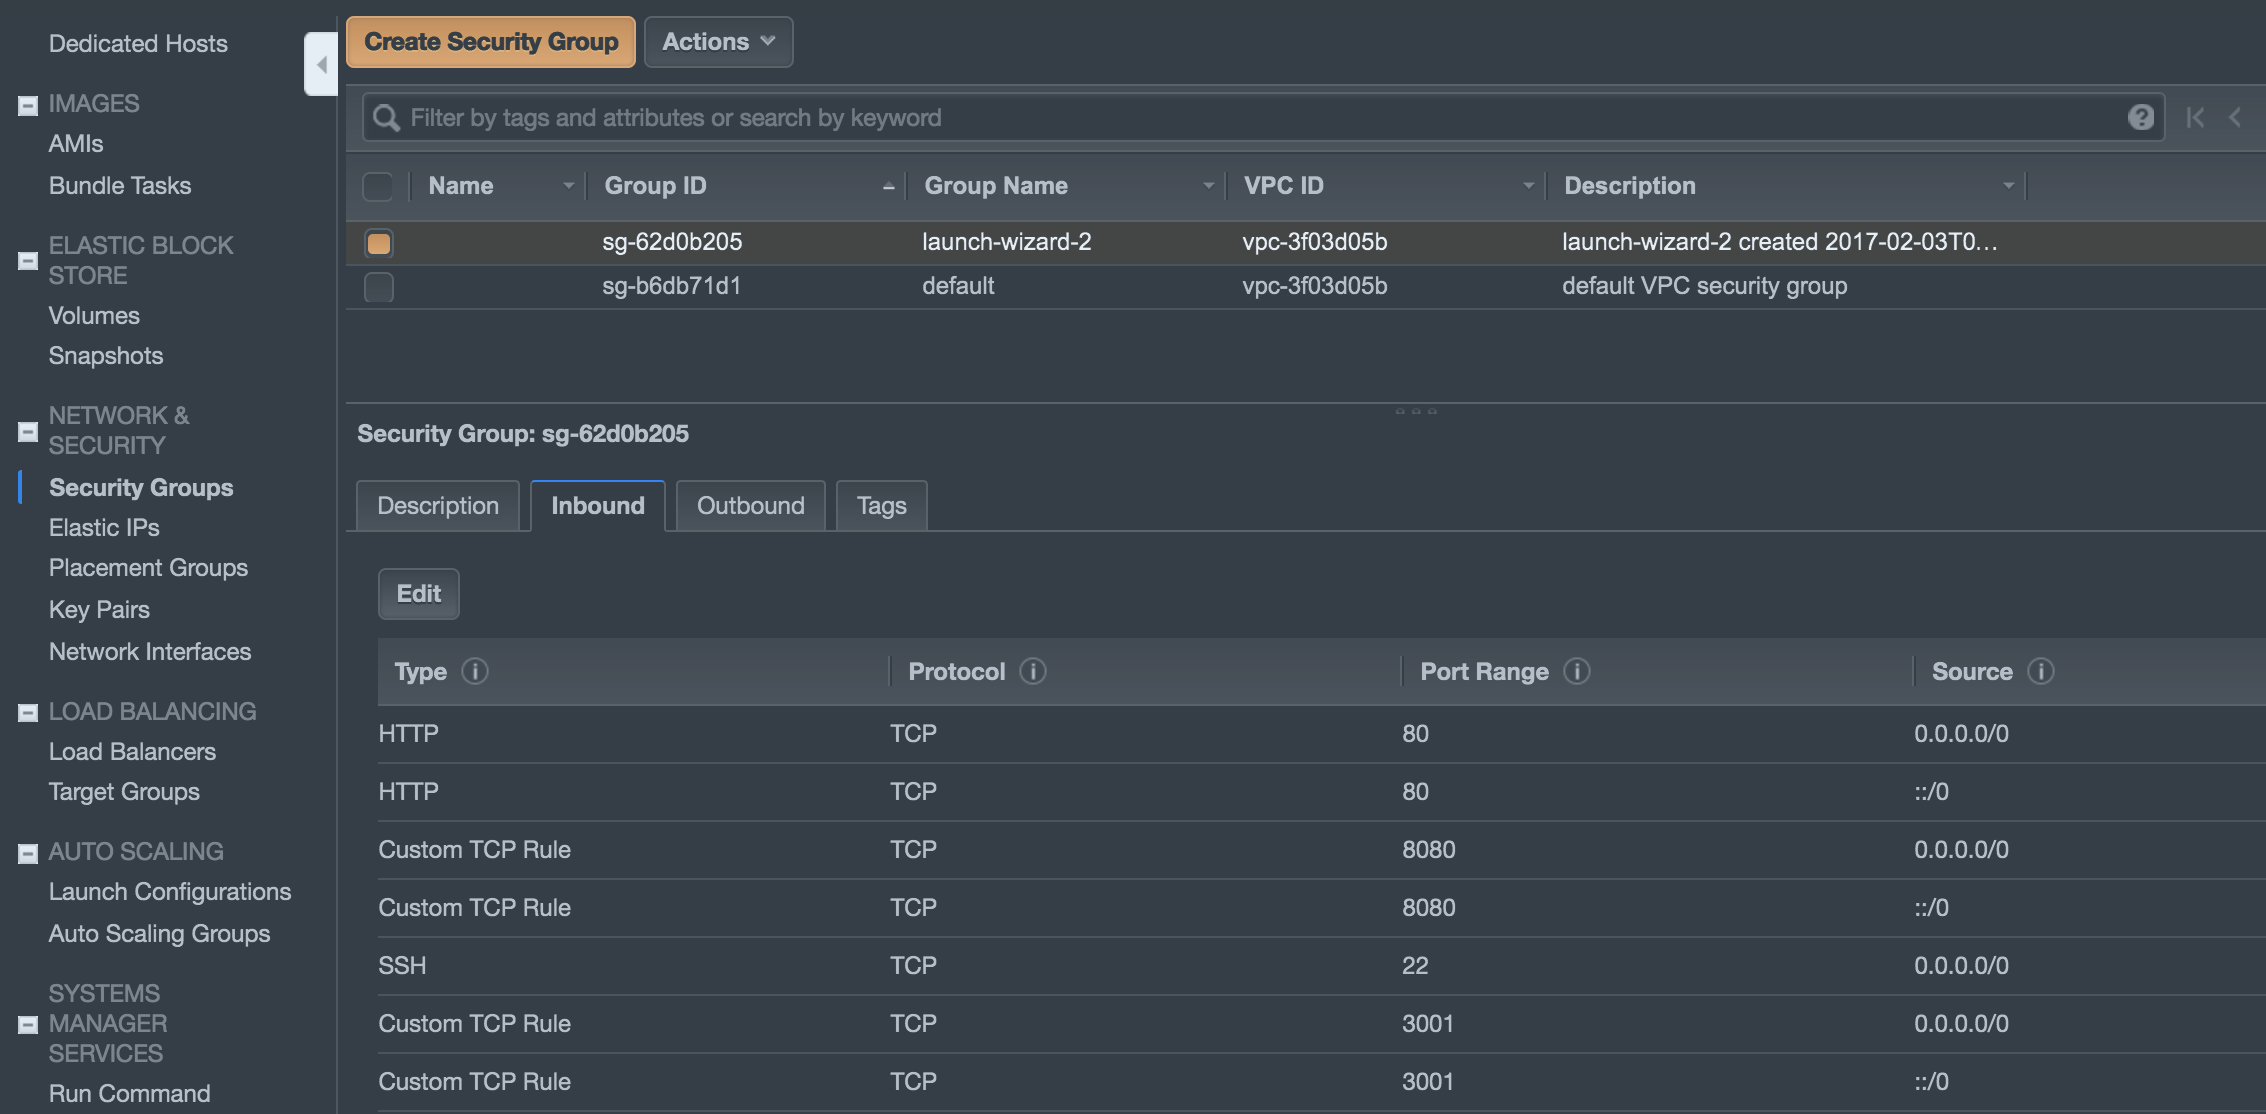 Dedicated Hosts
IMAGES
AMIs
Bundle Tasks
ELASTIC BLOCK
STORE
Volumes
Snapshots
NETWORK &
SECURITY
Security Groups
Elastic IPs
Placement Groups
Key Pairs
Network Interfaces
LOAD BALANCING
Load Balancers
Target Groups
AUTO SCALING
Launch Configurations
Auto Scaling Groups
SYSTEMS
MANAGER
SERVICES
Run Command
Create Security Group Actions
Filter by tags and attributes or search by keyword
Name Group ID Group Name VPC ID Description
sg-62d0b205 launch-wizard-2 vpc-3f03d05b launch-wizard-2 created 2017-02-03T0...
sg-b6db71d1 default vpc-3f03d05b default VPC security group
Security Group: sg-62d0b205
Description Inbound Outbound Tags
Edit
Type Protocol Port Range Source
HTTP TCP 80 0.0.0.0/0
HTTP TCP 80 ::/0
Custom TCP Rule TCP 8080 0.0.0.0/0
Custom TCP Rule TCP 8080 ::/0
SSH TCP 22 0.0.0.0/0
Custom TCP Rule TCP 3001 0.0.0.0/0
Custom TCP Rule TCP 3001 ::/0